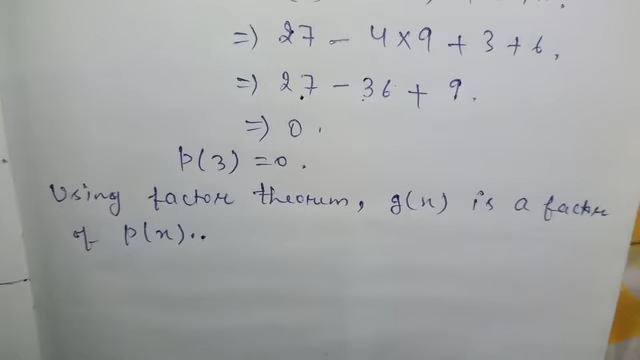 =) 27 - 4×9 + 3 + 6,
=) 27 - 36 + 9.
=) 0.
p(3) = 0.
Using factor theorum, g(x) is a factor
of p(x)..